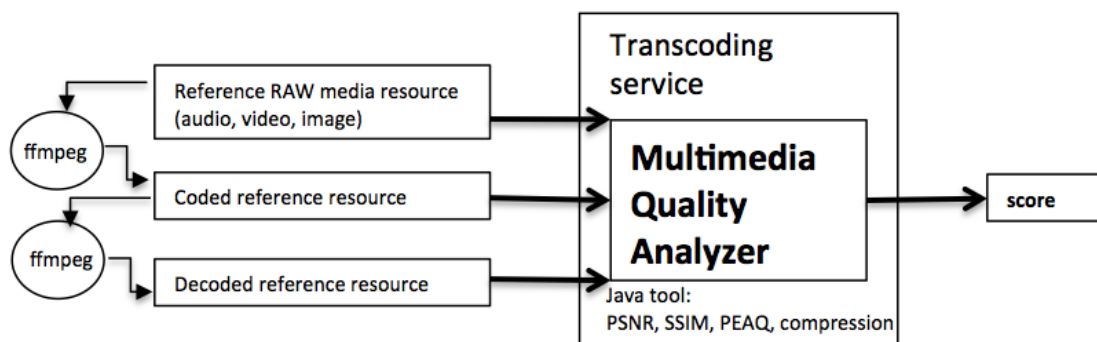 Transcoding
service
Reference RAW media resource
(audio, video, image)
ffmpeg
Multimedia
Quality
Analyzer
Coded reference resource
score
ffmpeg
Decoded reference resource
Java tool:
PSNR, SSIM, PEAQ, compression